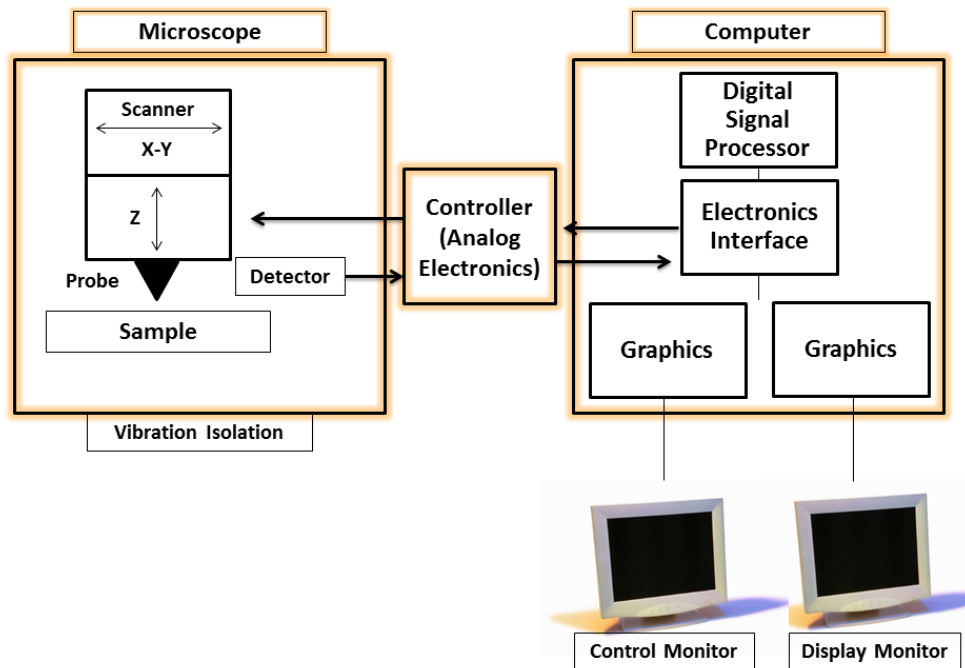 Microscope
Computer
Scanner
X-Y
Z
Probe
Detector
Sample
Vibration Isolation
Controller
(Analog
Electronics)
Digital
Signal
Processor
Electronics
Interface
Graphics
Graphics
Control Monitor
Display Monitor